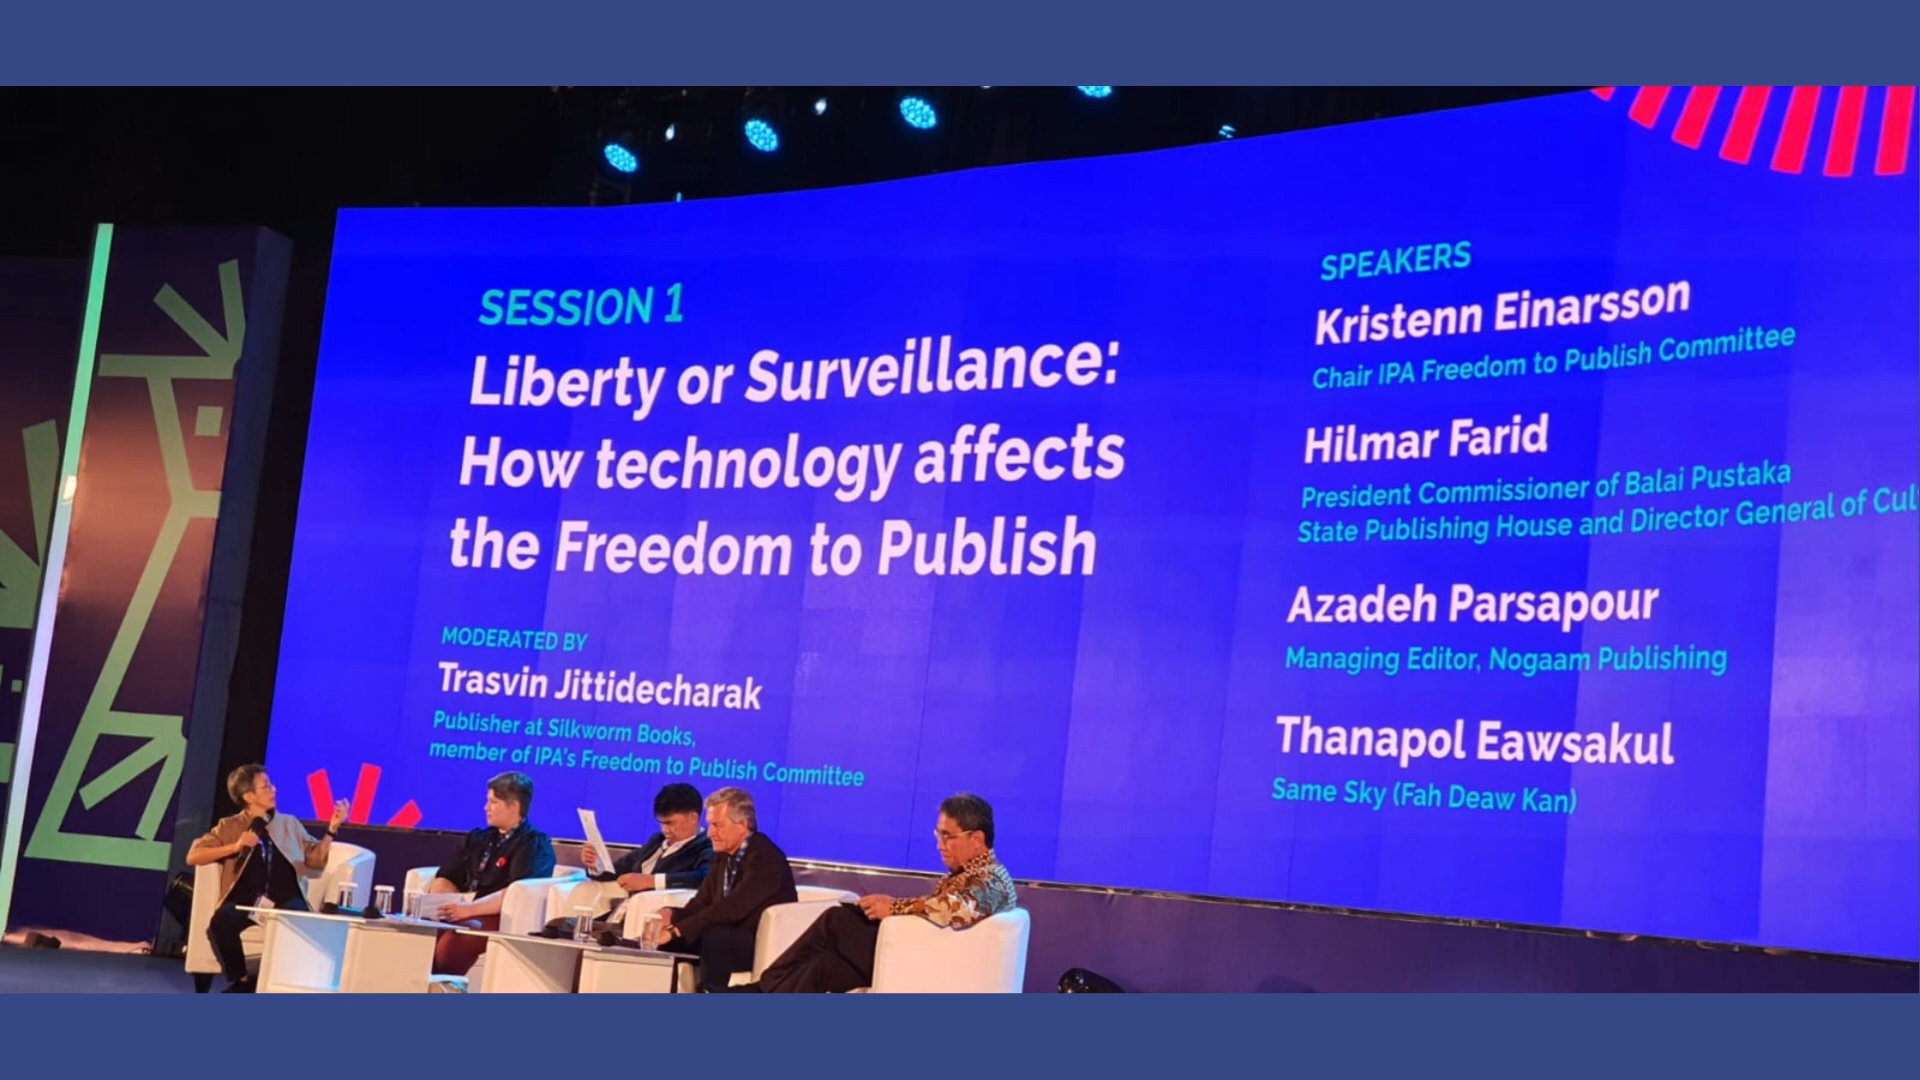 SESSION 1
Liberty or Surveillance:
How technology affects
the Freedom to Publish
MODERATED BY
Trasvin Jittidecharak
Publisher at Silkworm Books,
member of IPA's Freedom to Publish Committee
SPEAKERS
Kristenn Einarsson
Chair IPA Freedom to Publish Committee
Hilmar Farid
President Commissioner of Balai Pustaka
State Publishing House and Director General of Cul
Azadeh Parsapour
Managing Editor, Nogaam Publishing
Thanapol Eawsakul
Same Sky (Fah Deaw Kan)